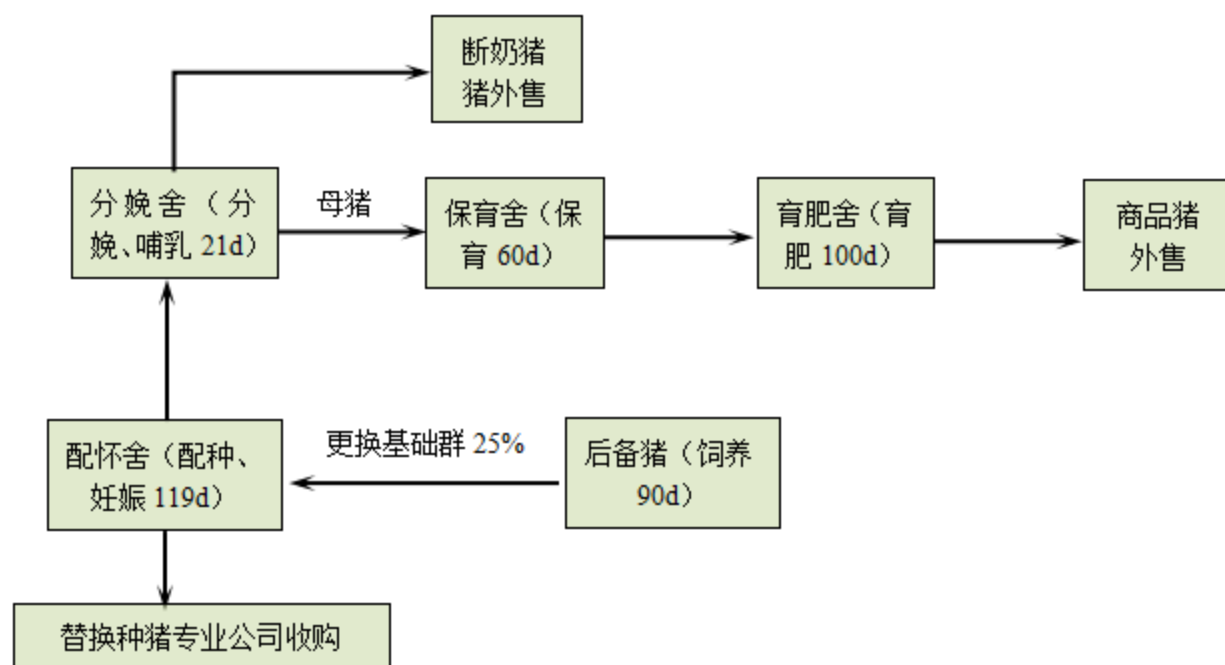 断奶猪
猪外售
分娩舍（分
娩、哺乳 21d）
母猪
保育舍（保
育 60d）
育肥舍（育
肥 100d）
商品猪
外售
配怀舍（配种、
妊娠 119d）
更换基础群 25%
后备猪（饲养
90d）
替换种猪专业公司收购